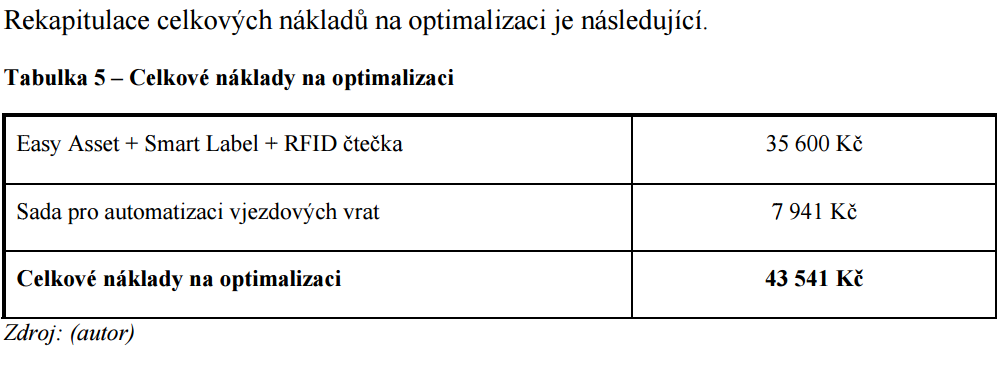 Rekapitulace celkových nákladů na optimalizaci je následující.
Tabulka 5 – Celkové náklady na optimalizaci
Easy Asset + Smart Label + RFID čtečka 35 600 Kč
Sada pro automatizaci vjezdových vrat 7 941 Kč
Celkové náklady na optimalizaci 43 541 Kč
Zdroj: (autor)